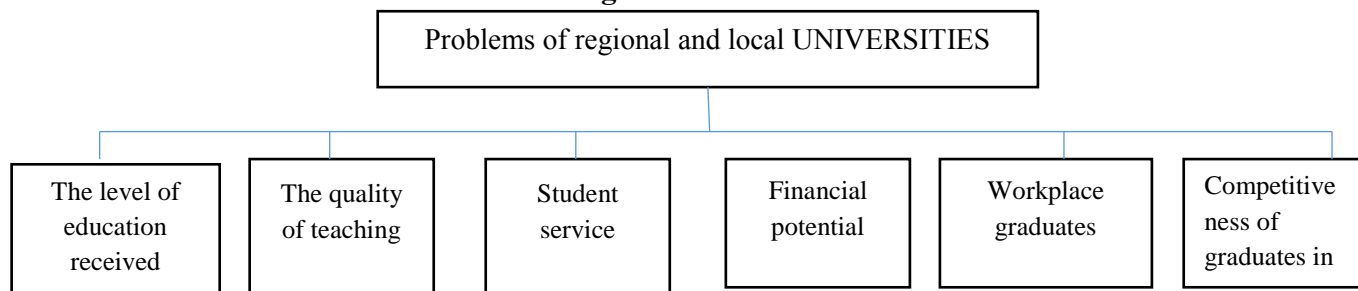 Problems of regional and local UNIVERSITIES
The level of
education
received
The quality
of teaching
Student
service
Financial
potential
Workplace
graduates
Competitive
ness of
graduates in